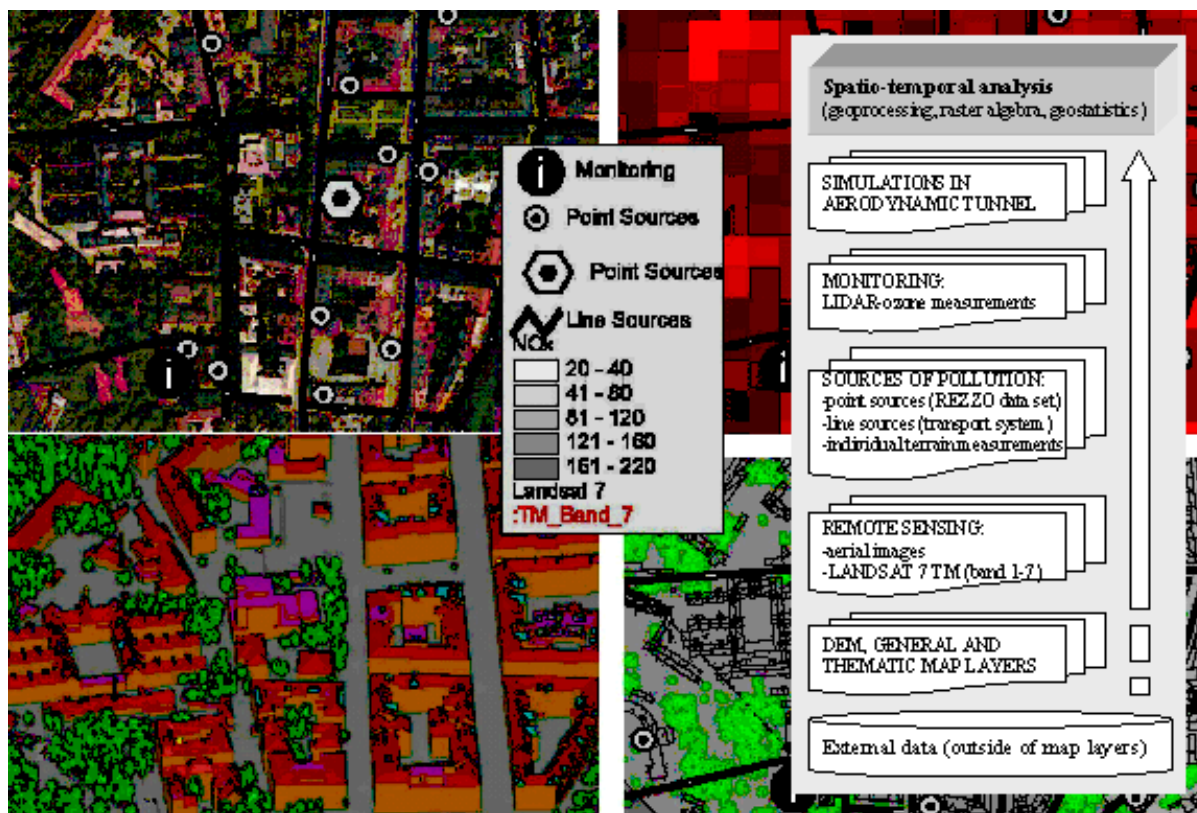 Monitoring
Point Sources
Point Sources
Line Sources
NOx
20 - 40
41 - 80
81 - 120
121 - 160
161 - 220
Landsad 7
:TM_Band_7
Spatio-temporal analysis
(geoprocessing, raster algebra, geostatistics)
SIMULATIONS IN
AERODYNAMIC TUNNEL
MONITORING:
LIDAR-ozone measurements
SOURCES OF POLLUTION:
-point sources (REZZO data set)
-line sources (transport system)
-individual terrain measurements
REMOTE SENSING:
-aerial images
-LANDSAT 7 TM (band 1-7)
DEM, GENERAL AND
THEMATIC MAP LAYERS
External data (outside of map layers)